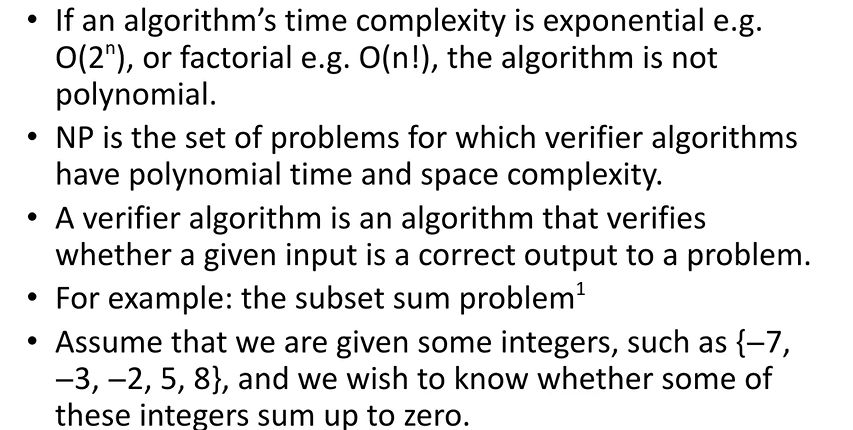 • If an algorithm’s time complexity is exponential e.g.
O(2ⁿ), or factorial e.g. O(n!), the algorithm is not
polynomial.
• NP is the set of problems for which verifier algorithms
have polynomial time and space complexity.
• A verifier algorithm is an algorithm that verifies
whether a given input is a correct output to a problem.
• For example: the subset sum problem¹
• Assume that we are given some integers, such as {−7,
−3, −2, 5, 8}, and we wish to know whether some of
these integers sum up to zero.